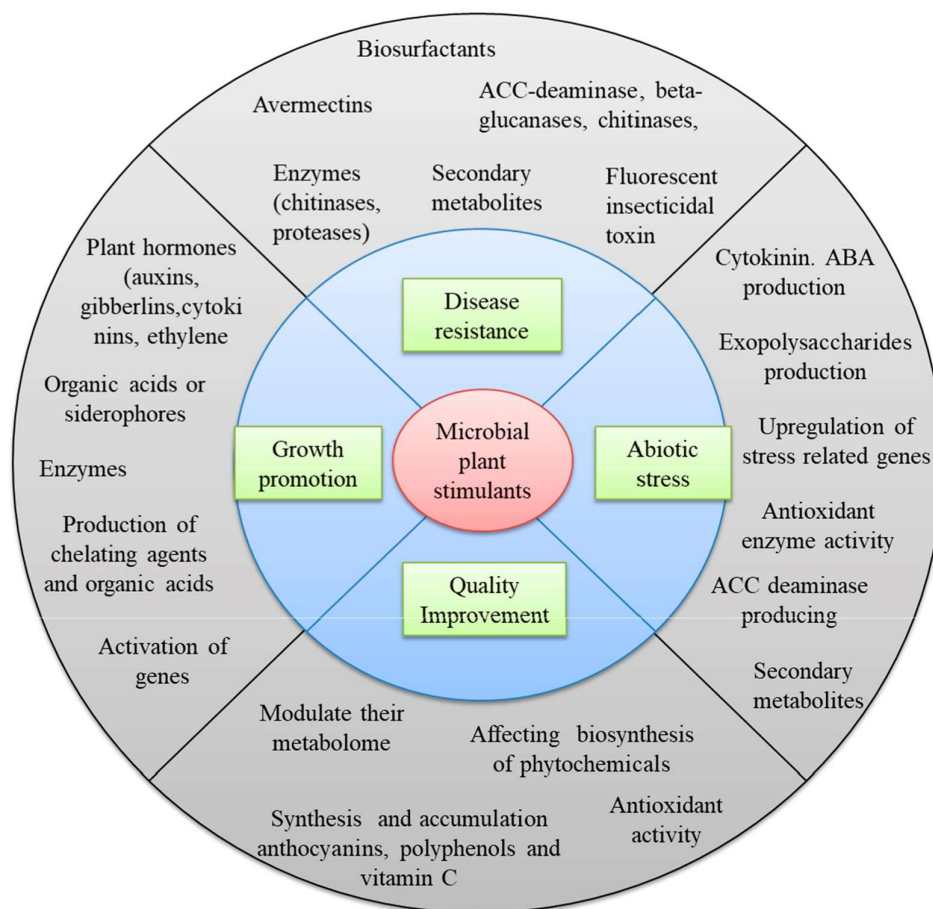 Biosurfactants
Avermectins
ACC-deaminase, beta-
glucanases, chitinases,
Enzymes
(chitinases,
proteases)
Secondary
metabolites
Fluorescent
insecticidal
toxin
Plant hormones
(auxins,
gibberlins,cytoki
nins, ethylene
Organic acids or
siderophores
Enzymes
Production of
chelating agents
and organic acids
Activation of
genes
Disease
resistance
Growth
promotion
Microbial
plant
stimulants
Abiotic
stress
Quality
Improvement
Cytokinin. ABA
production
Exopolysaccharides
production
Upregulation of
stress related genes
Antioxidant
enzyme activity
ACC deaminase
producing
Secondary
metabolites
Modulate their
metabolome
Affecting biosynthesis
of phytochemicals
Synthesis and accumulation
anthocyanins, polyphenols and
vitamin C
Antioxidant
activity